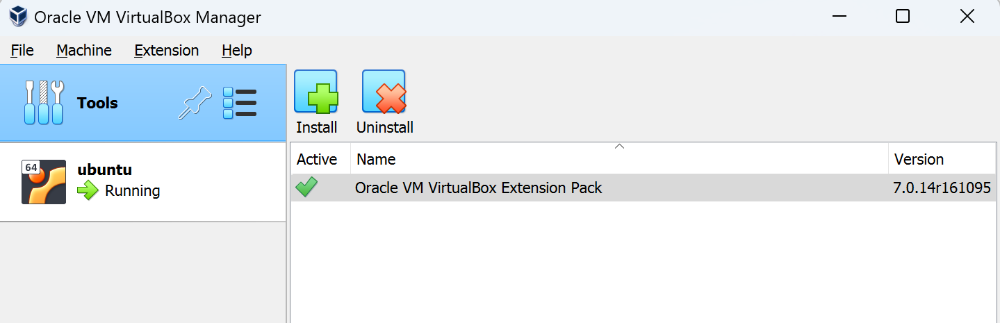 Oracle VM VirtualBox Manager
File Machine Extension Help
Tools
Install Uninstall
Active Name Version
64 ubuntu
Running
Oracle VM VirtualBox Extension Pack 7.0.14r161095